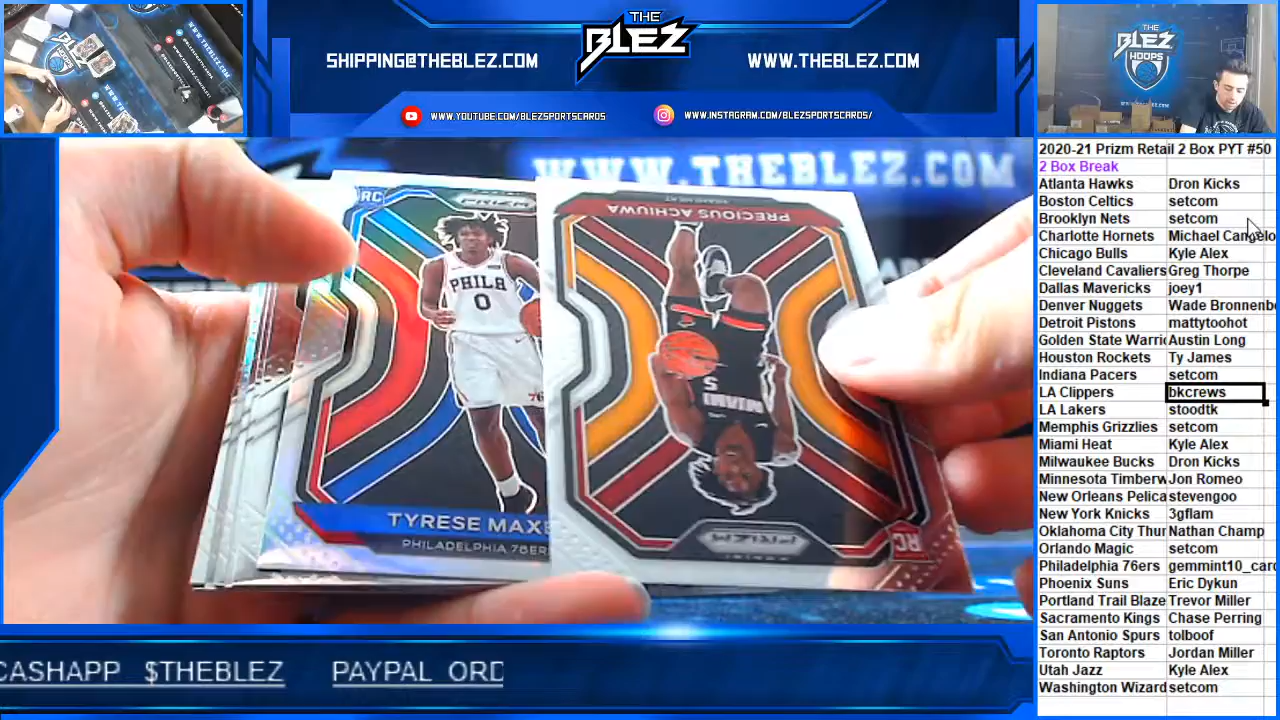 SHIPPING@THEBLEZ.COM
THE
BLEZ
WWW.THEBLEZ.COM
WWW.YOUTUBE.COM/BLEZSPORTSCARDS
WWW.INSTAGRAM.COM/BLEZSPORTSCARDS/
THE
BLEZ
HOOPS
WWW.THEBLEZ.COM
RC
PRIZM
PHILA
0
TYRESE MAXE
PHILADELPHIA 76ER
PRECIOUS ACHIUWA
MIAMI HEAT
MIAMI
5
PRIZM
RC
2020-21 Prizm Retail 2 Box PYT #50
2 Box Break
Atlanta Hawks Dron Kicks
Boston Celtics setcom
Brooklyn Nets setcom
Charlotte Hornets Michael Cangelo
Chicago Bulls Kyle Alex
Cleveland Cavaliers Greg Thorpe
Dallas Mavericks joey1
Denver Nuggets Wade Bronnenbe
Detroit Pistons mattytoohot
Golden State Warri Austin Long
Houston Rockets Ty James
Indiana Pacers setcom
LA Clippers bkcrews
LA Lakers stoodtk
Memphis Grizzlies setcom
Miami Heat Kyle Alex
Milwaukee Bucks Dron Kicks
Minnesota Timberw Jon Romeo
New Orleans Pelica stevengoo
New York Knicks 3gflam
Oklahoma City Thur Nathan Champ
Orlando Magic setcom
Philadelphia 76ers gemmint10_card
Phoenix Suns Eric Dykun
Portland Trail Blaze Trevor Miller
Sacramento Kings Chase Perring
San Antonio Spurs tolboof
Toronto Raptors Jordan Miller
Utah Jazz Kyle Alex
Washington Wizard setcom
CASHAPP $THEBLEZ PAYPAL ORD